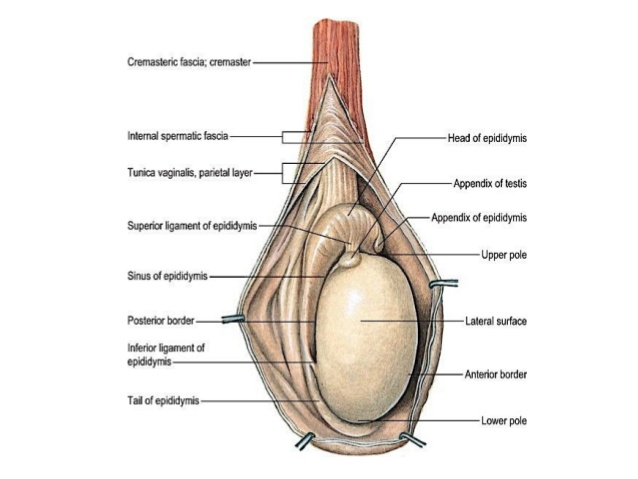 Cremasteric fascia; cremaster
Internal spermatic fascia
Tunica vaginalis, parietal layer
Superior ligament of epididymis
Sinus of epididymis
Posterior border
Inferior ligament of
epididymis
Tail of epididymis
Head of epididymis
Appendix of testis
Appendix of epididymis
Upper pole
Lateral surface
Anterior border
Lower pole